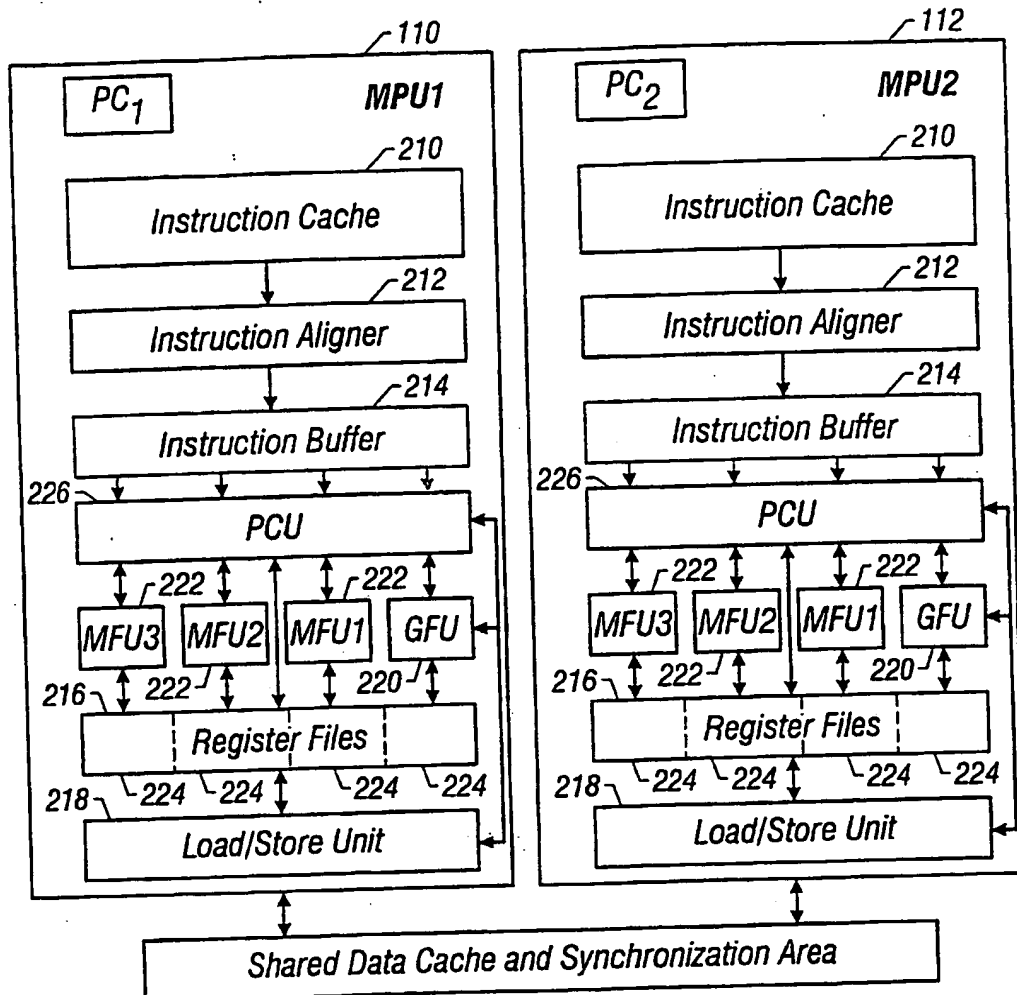 110
PC1
MPU1
210
Instruction Cache
212
Instruction Aligner
214
Instruction Buffer
226
PCU
222
222
MFU3
MFU2
MFU1
GFU
222
220
216
Register Files
224
224
224
224
218
Load/Store Unit
112
PC2
MPU2
210
Instruction Cache
212
Instruction Aligner
214
Instruction Buffer
226
PCU
222
222
MFU3
MFU2
MFU1
GFU
222
220
216
Register Files
224
224
224
224
218
Load/Store Unit
Shared Data Cache and Synchronization Area